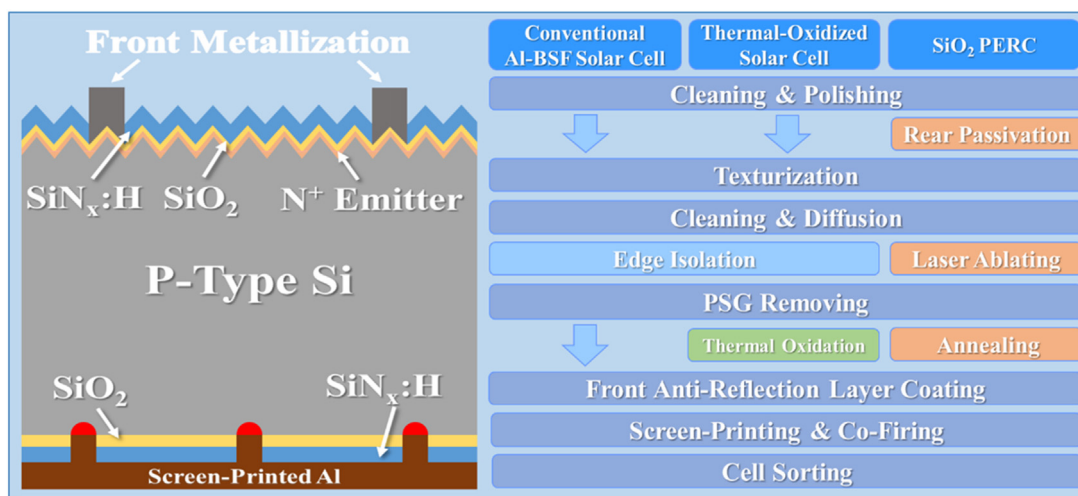 Front Metallization
SiNx:H
SiO2
N+ Emitter
P-Type Si
SiO2
SiNx:H
Screen-Printed Al
Conventional
Al-BSF Solar Cell
Thermal-Oxidized
Solar Cell
SiO2 PERC
Cleaning & Polishing
Rear Passivation
Texturization
Cleaning & Diffusion
Edge Isolation
Laser Ablating
PSG Removing
Thermal Oxidation
Annealing
Front Anti-Reflection Layer Coating
Screen-Printing & Co-Firing
Cell Sorting